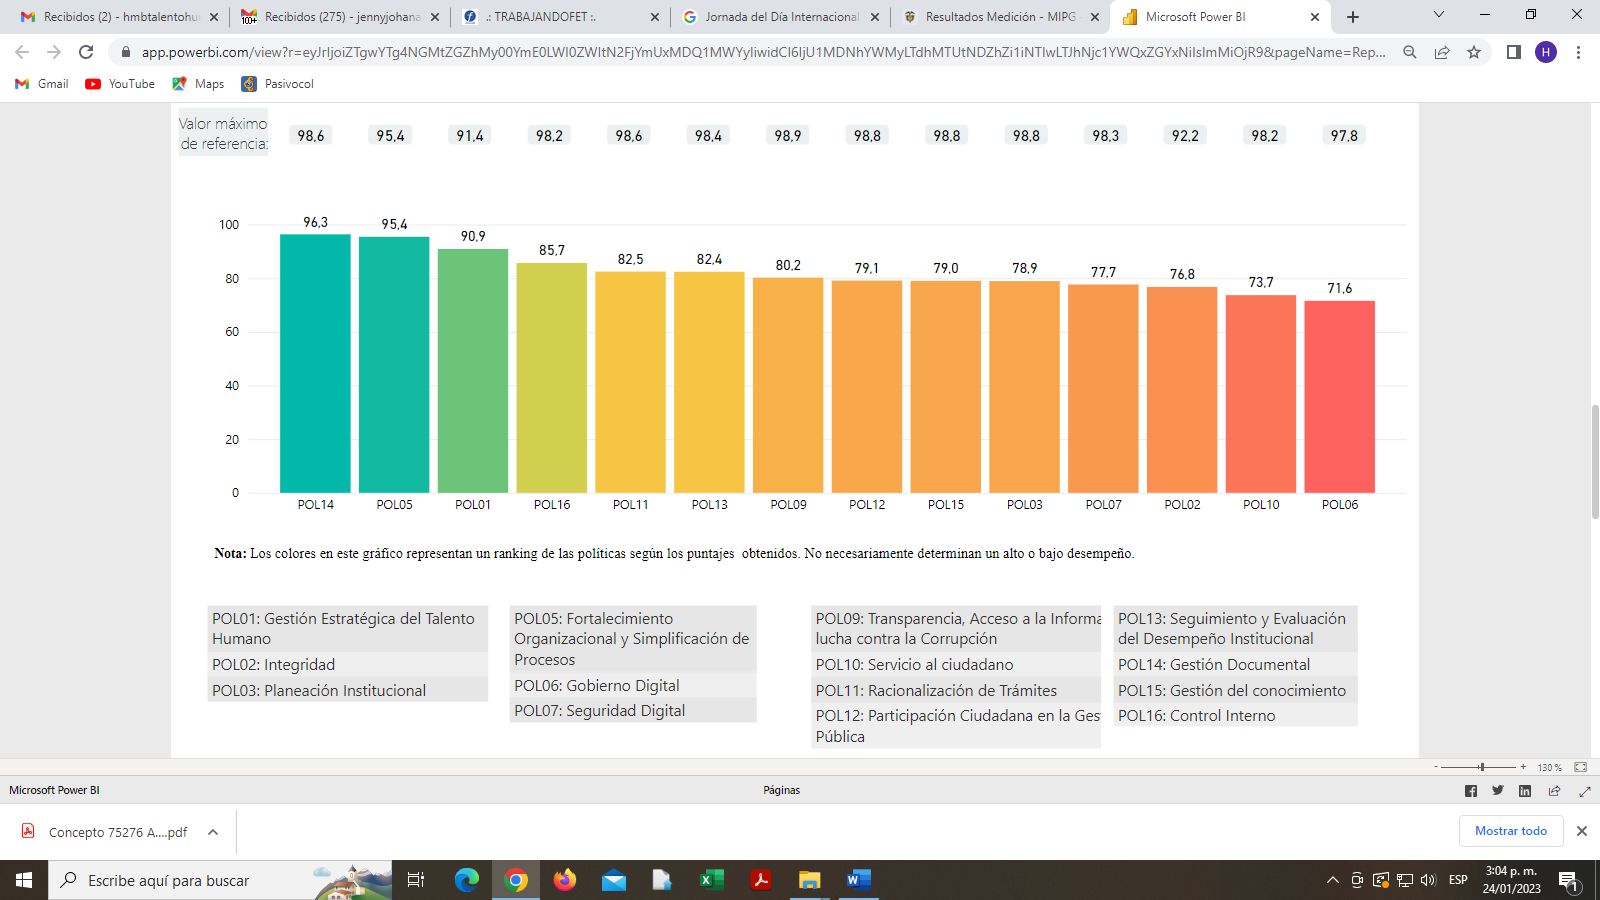 Recibidos (2) - hmbtalentohu
Recibidos (275) - jennyjohana
.: TRABAJANDOFET :.
Jornada del Día Internacional
Resultados Medición - MIPG
Microsoft Power BI
Gmail
YouTube
Maps
Pasivocol
Valor máximo de referencia:
98,6 95,4 91,4 98,2 98,6 98,4 98,9 98,8 98,8 98,8 98,3 92,2 98,2 97,8
100
80
60
40
20
0
96,3 95,4 90,9 85,7 82,5 82,4 80,2 79,1 79,0 78,9 77,7 76,8 73,7 71,6
POL14 POL05 POL01 POL16 POL11 POL13 POL09 POL12 POL15 POL03 POL07 POL02 POL10 POL06
Nota: Los colores en este gráfico representan un ranking de las políticas según los puntajes obtenidos. No necesariamente determinan un alto o bajo desempeño.
POL01: Gestión Estratégica del Talento
Humano
POL02: Integridad
POL03: Planeación Institucional
POL05: Fortalecimiento
Organizacional y Simplificación de
Procesos
POL06: Gobierno Digital
POL07: Seguridad Digital
POL09: Transparencia, Acceso a la Informa
lucha contra la Corrupción
POL10: Servicio al ciudadano
POL11: Racionalización de Trámites
POL12: Participación Ciudadana en la Ges
Pública
POL13: Seguimiento y Evaluación
del Desempeño Institucional
POL14: Gestión Documental
POL15: Gestión del conocimiento
POL16: Control Interno
- + 130 %
Microsoft Power BI
Páginas
Concepto 75276 A....pdf
Mostrar todo
Escribe aquí para buscar
ESP
3:04 p. m.
24/01/2023
1